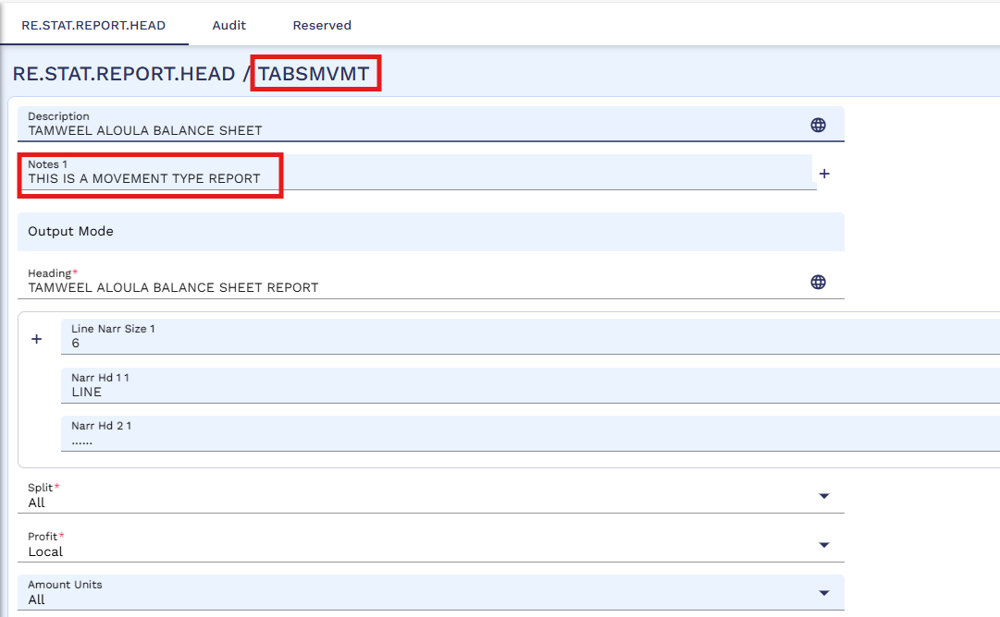 RE.STAT.REPORT.HEAD Audit Reserved
RE.STAT.REPORT.HEAD / TABSMVMT
Description
TAMWEEL ALOULA BALANCE SHEET
Notes 1
THIS IS A MOVEMENT TYPE REPORT
+
Output Mode
Heading*
TAMWEEL ALOULA BALANCE SHEET REPORT
+
Line Narr Size 1
6
Narr Hd 1 1
LINE
Narr Hd 2 1
......
Split*
All
Profit*
Local
Amount Units
All